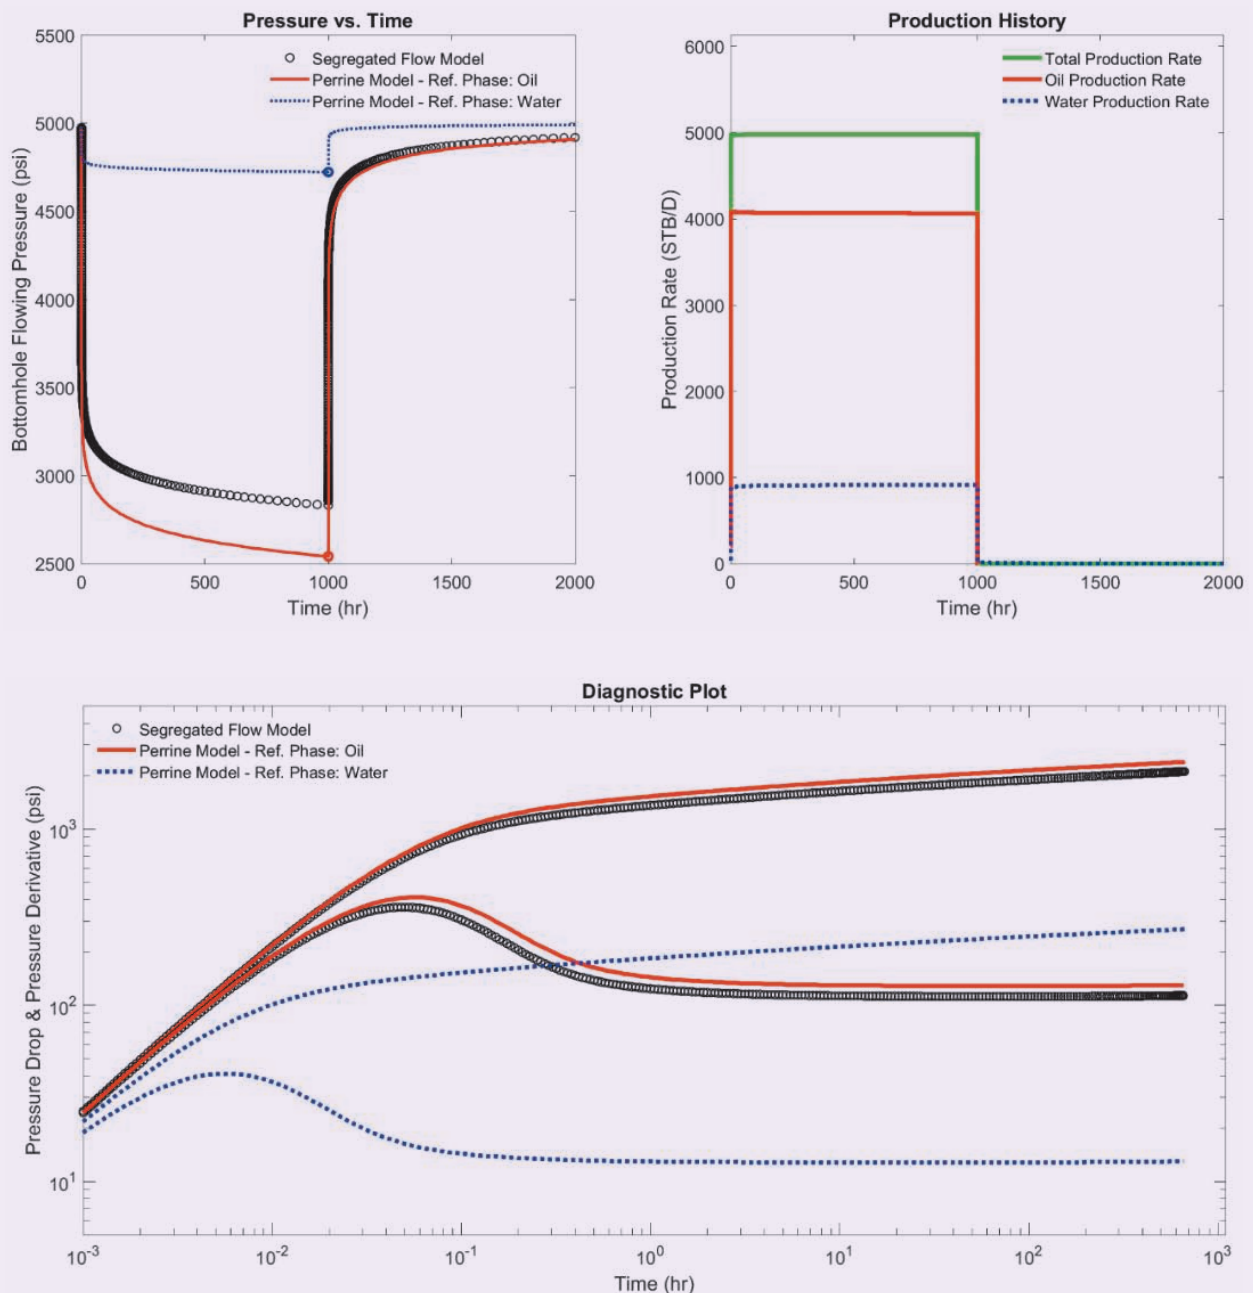 Pressure vs. Time
5500
5000
4500
4000
3500
3000
2500
Bottomhole Flowing Pressure (psi)
Segregated Flow Model
Perrine Model - Ref. Phase: Oil
Perrine Model - Ref. Phase: Water
0 500 1000 1500 2000
Time (hr)
Production History
6000
5000
4000
3000
2000
1000
0
Production Rate (STB/D)
Total Production Rate
Oil Production Rate
Water Production Rate
0 500 1000 1500 2000
Time (hr)
Diagnostic Plot
Segregated Flow Model
Perrine Model - Ref. Phase: Oil
Perrine Model - Ref. Phase: Water
10³
10²
10¹
Pressure Drop & Pressure Derivative (psi)
10⁻³ 10⁻² 10⁻¹ 10⁰ 10¹ 10² 10³
Time (hr)